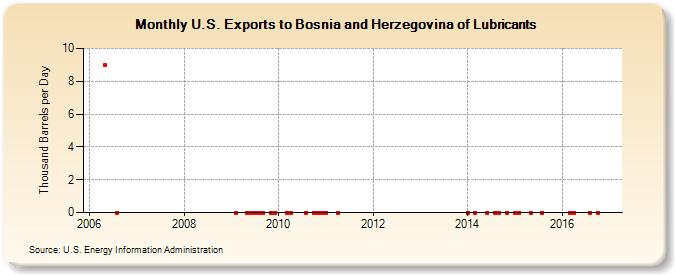 Monthly U.S. Exports to Bosnia and Herzegovina of Lubricants
Thousand Barrels per Day
10
8
6
4
2
0
2006 2008 2010 2012 2014 2016
Source: U.S. Energy Information Administration